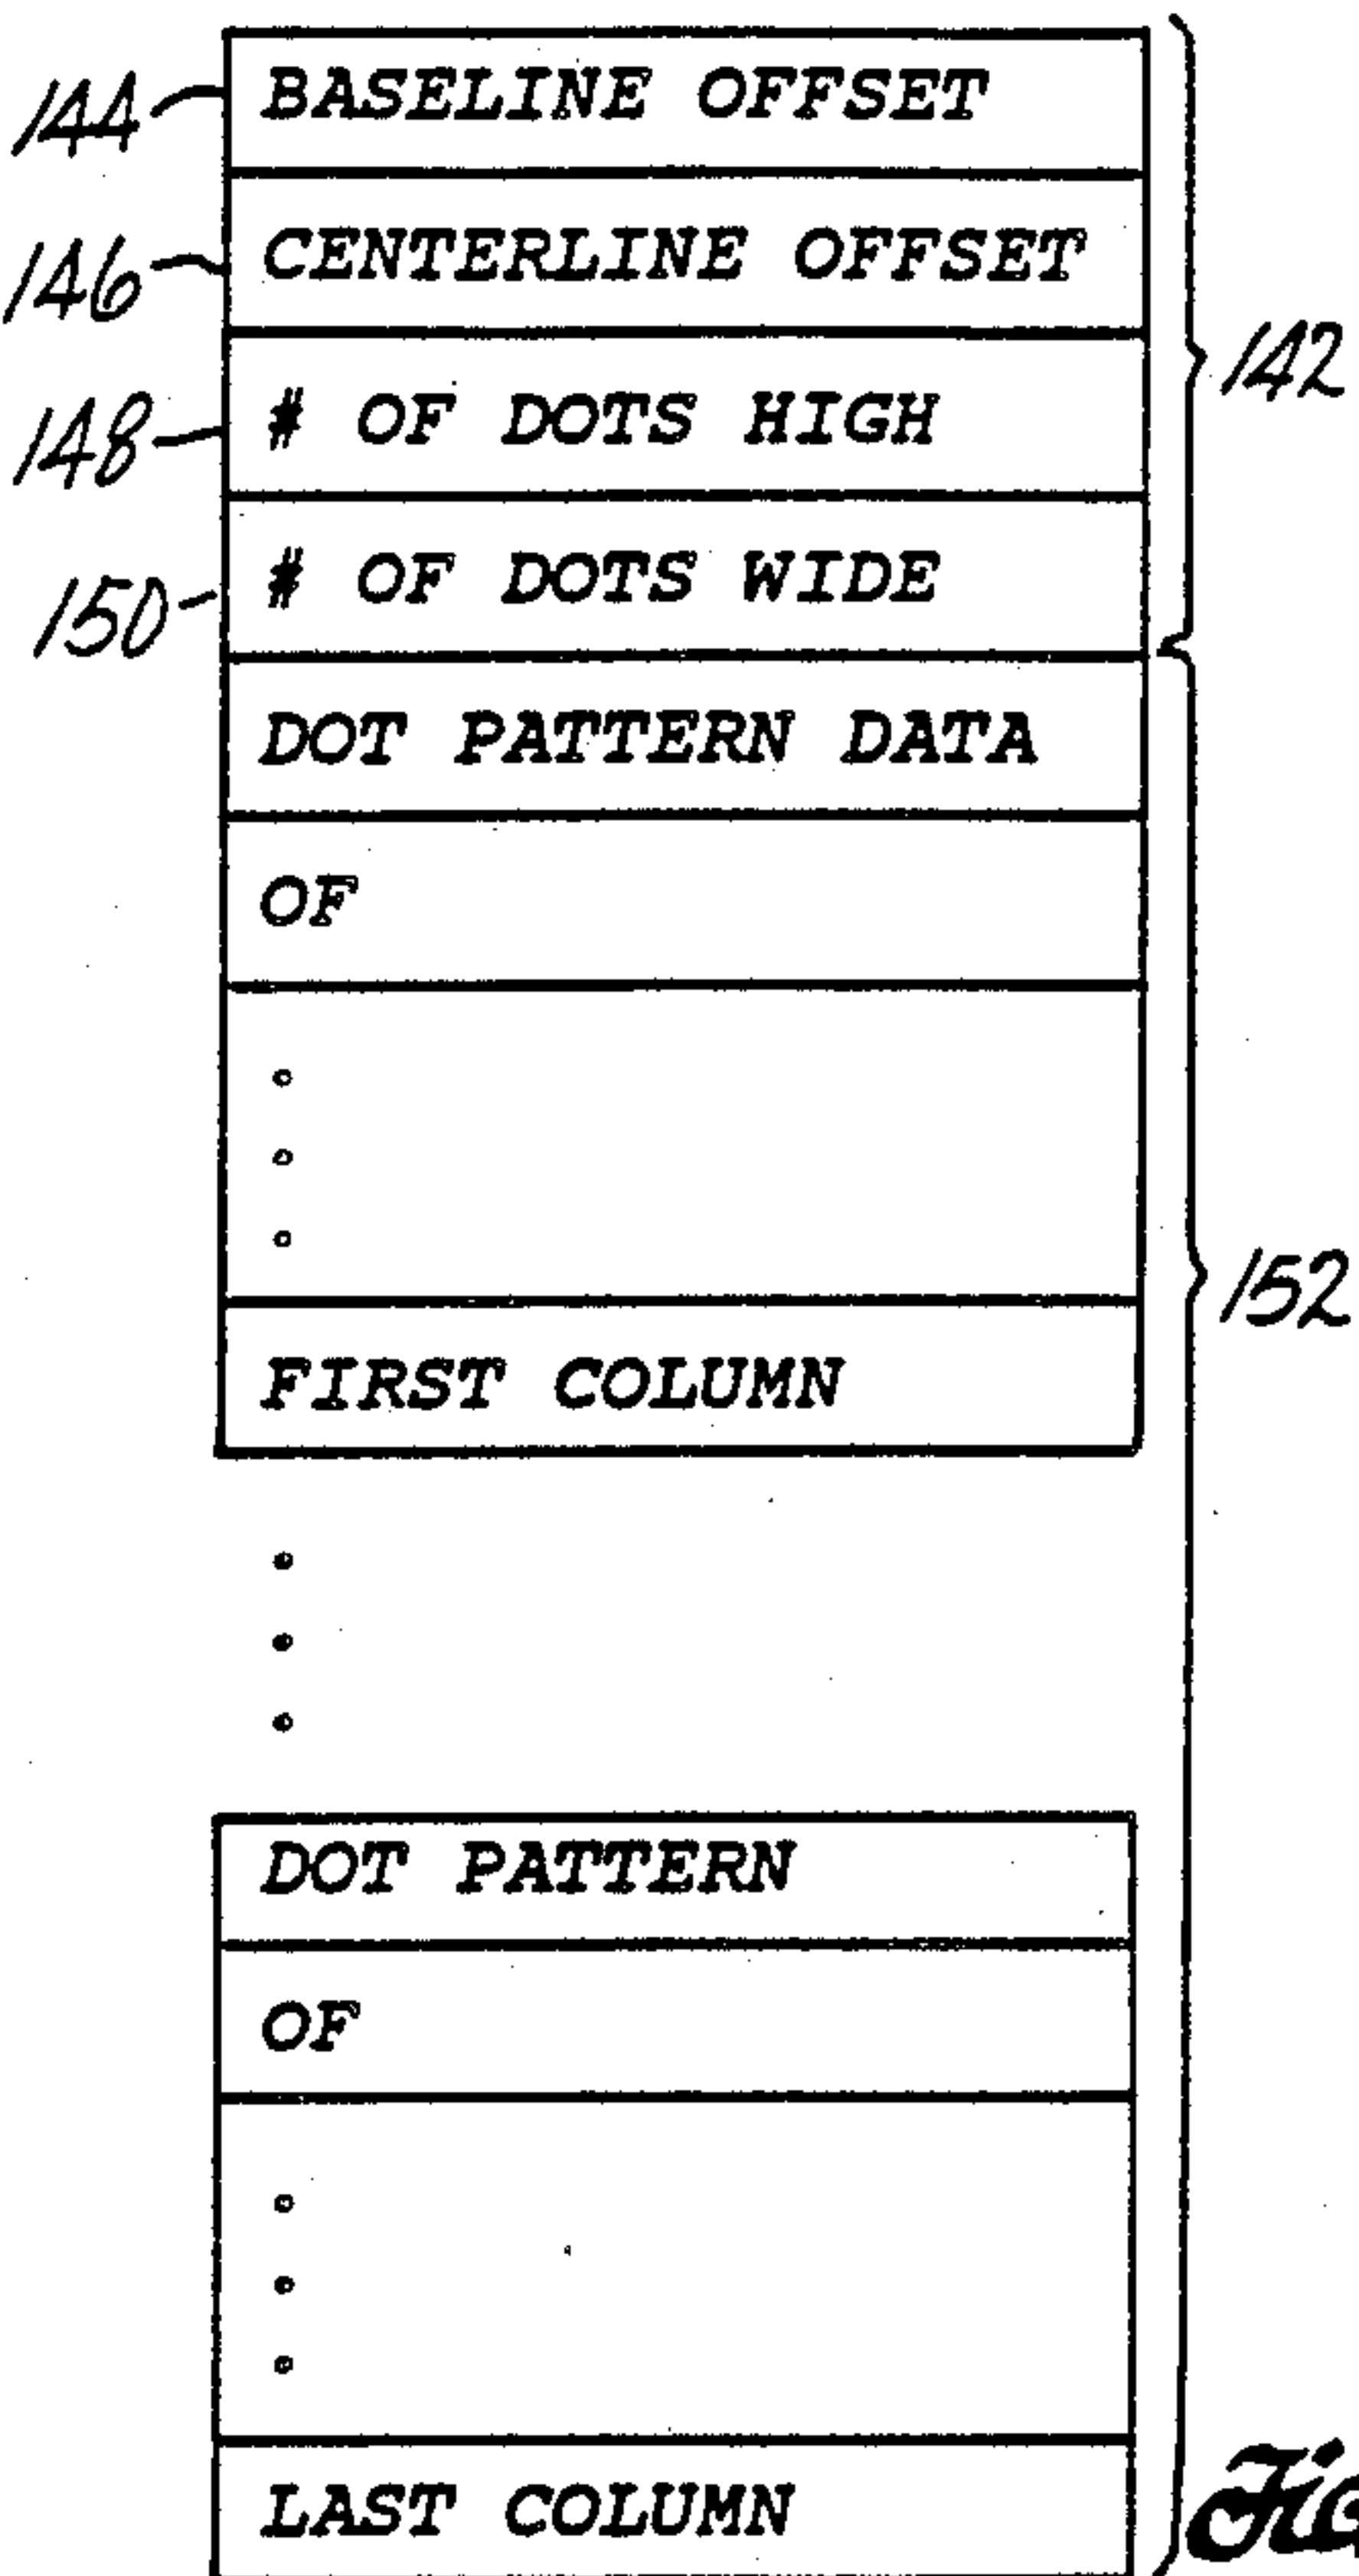 144 BASELINE OFFSET
146 CENTERLINE OFFSET
142
148 # OF DOTS HIGH
150 # OF DOTS WIDE
DOT PATTERN DATA
OF
152
FIRST COLUMN
DOT PATTERN
OF
LAST COLUMN